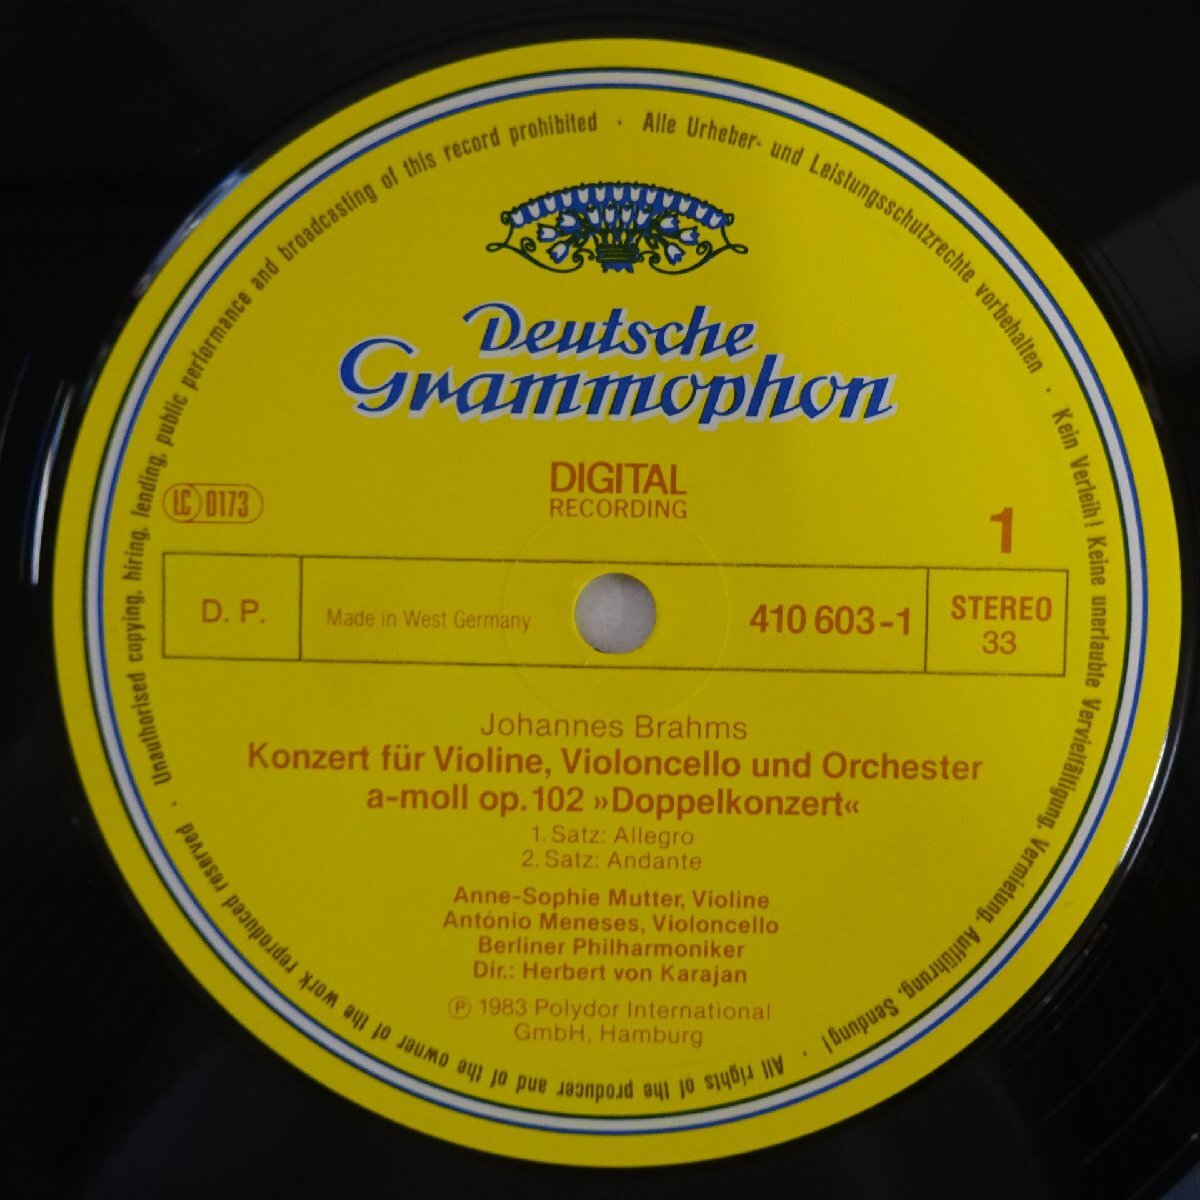 Deutsche
Grammophon
DIGITAL
RECORDING
LC 0173
1
D. P.
Made in West Germany
410 603-1
STEREO
33
Johannes Brahms
Konzert für Violine, Violoncello und Orchester
a-moll op. 102 »Doppelkonzert«
1. Satz: Allegro
2. Satz: Andante
Anne-Sophie Mutter, Violine
António Meneses, Violoncello
Berliner Philharmoniker
Dir.: Herbert von Karajan
Ⓟ 1983 Polydor International
GmbH, Hamburg
Alle Urheber- und Leistungsschutzrechte vorbehalten · Kein Verleih! Keine unerlaubte Vervielfältigung, Vermietung, Aufführung, Sendung! · All rights of the producer and of the owner of the work reproduced reserved · Unauthorised copying, hiring, lending, public performance and broadcasting of this record prohibited ·